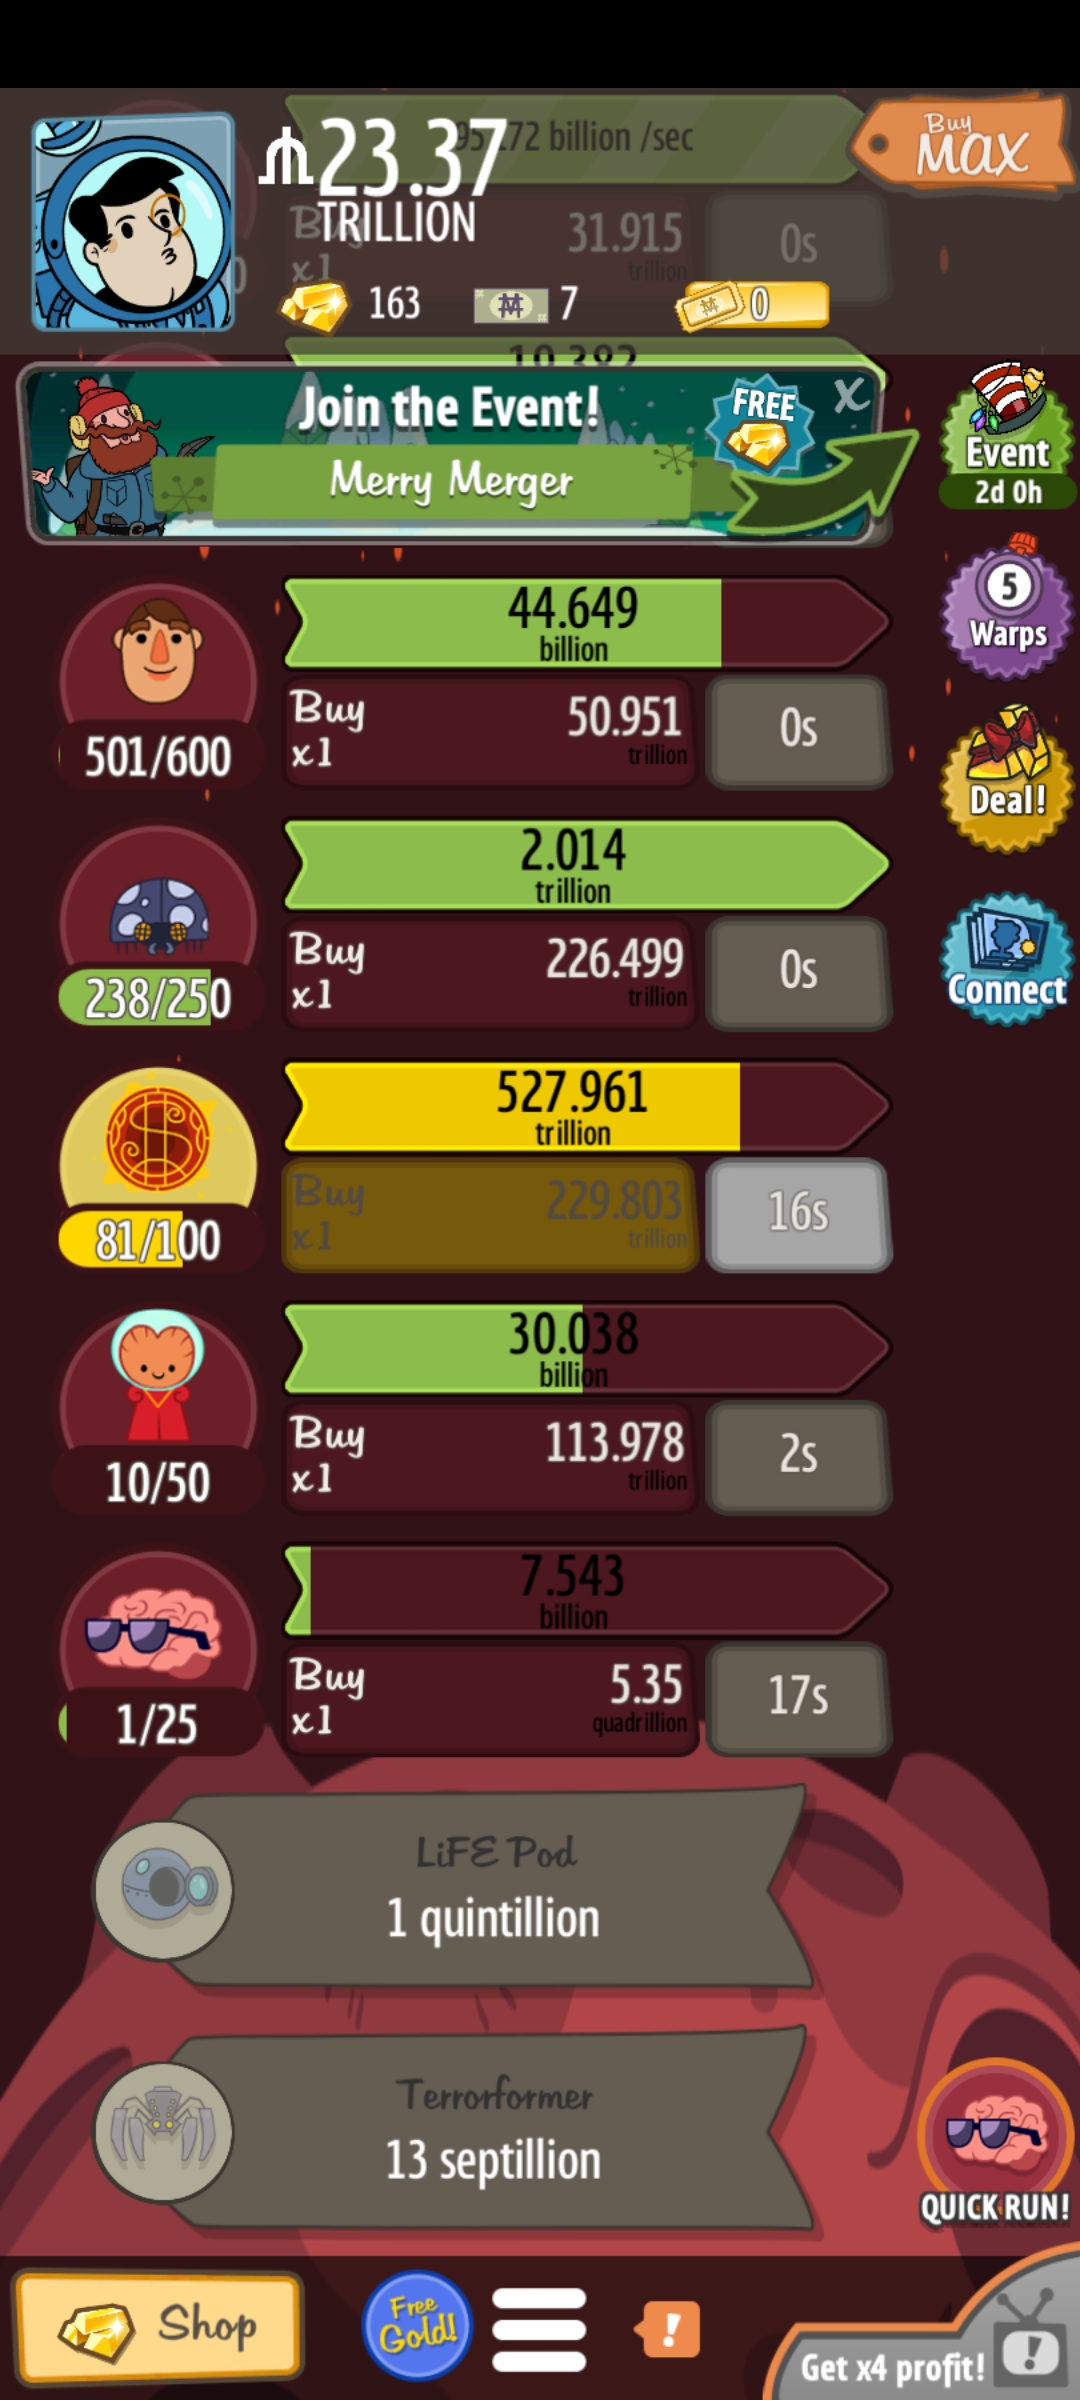 72 billion /sec
Buy
MAX
23.37
TRILLION
31.915
x1
trillion
0s
163
7
0
10.382
Join the Event!
FREE
X
Merry Merger
Event
2d 0h
44.649
billion
5
Warps
Buy
50.951
x1
trillion
0s
501/600
Deal!
2.014
trillion
Buy
226.499
x1
trillion
0s
238/250
Connect
527.961
trillion
Buy
229.803
x1
trillion
16s
81/100
30.038
billion
Buy
113.978
x1
trillion
2s
10/50
7.543
billion
Buy
5.35
x1
quadrillion
17s
1/25
LiFE Pod
1 quintillion
Terrorformer
13 septillion
QUICK RUN!
Shop
Free
Gold!
!
Get x4 profit!
!